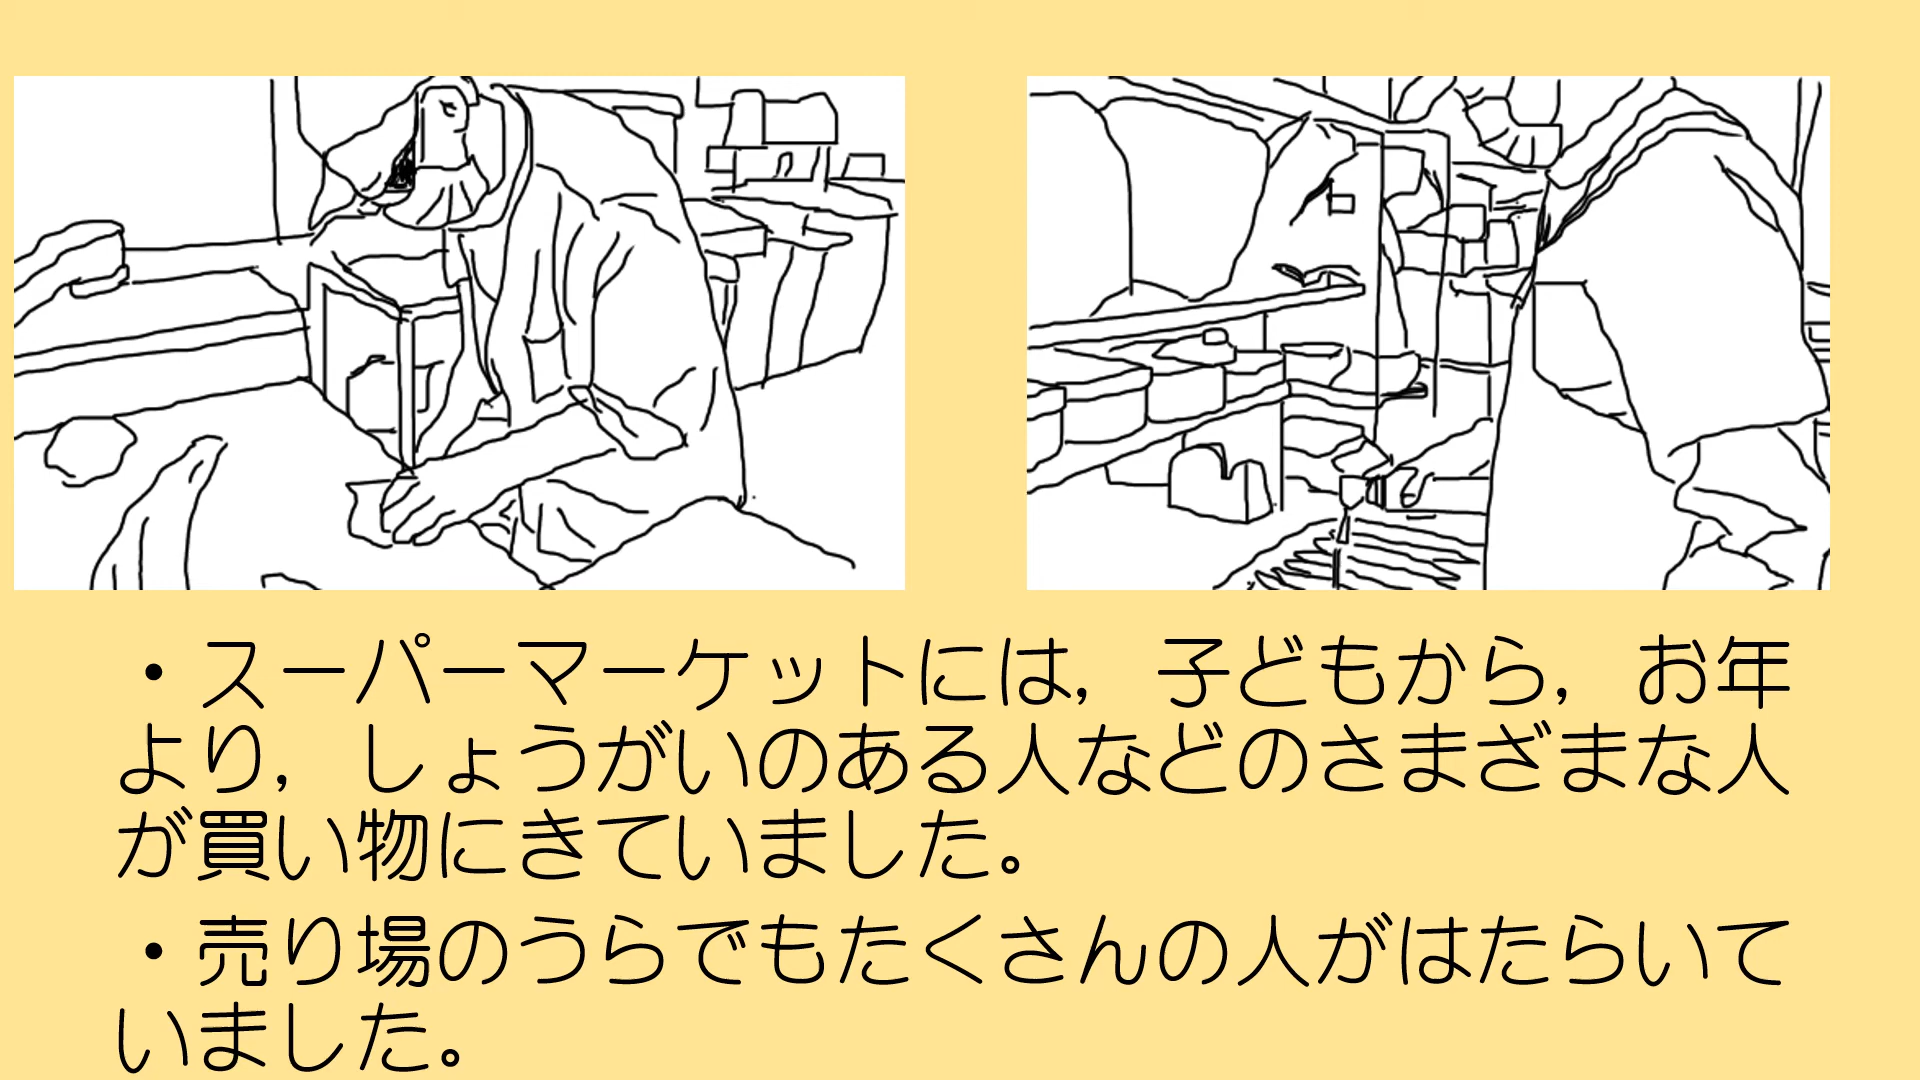 ・スーパーマーケットには，子どもから，お年
より，しょうがいのある人などのさまざまな人
が買い物にきていました。
・売り場のうらでもたくさんの人がはたらいて
いました。